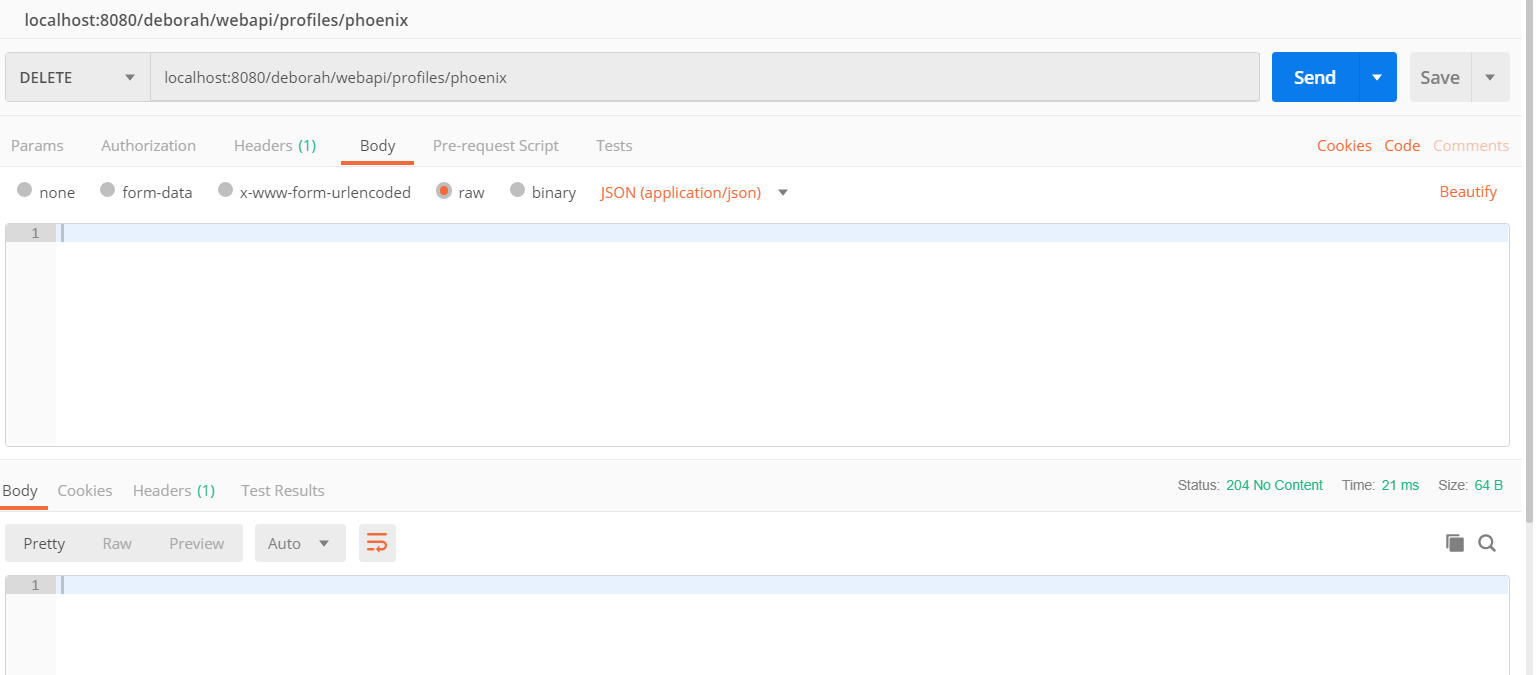 localhost:8080/deborah/webapi/profiles/phoenix
DELETE localhost:8080/deborah/webapi/profiles/phoenix Send Save
Params Authorization Headers (1) Body Pre-request Script Tests Cookies Code Comments
none form-data x-www-form-urlencoded raw binary JSON (application/json) Beautify
1
Body Cookies Headers (1) Test Results Status: 204 No Content Time: 21 ms Size: 64 B
Pretty Raw Preview Auto
1